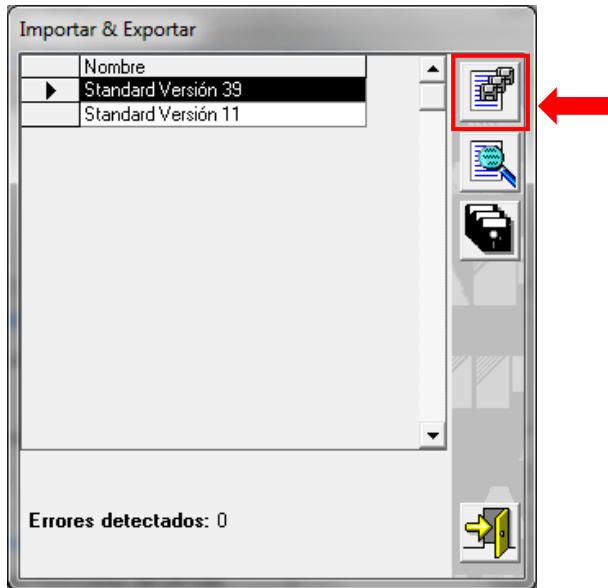 Importar & Exportar
Nombre
Standard Versión 39
Standard Versión 11
Errores detectados: 0